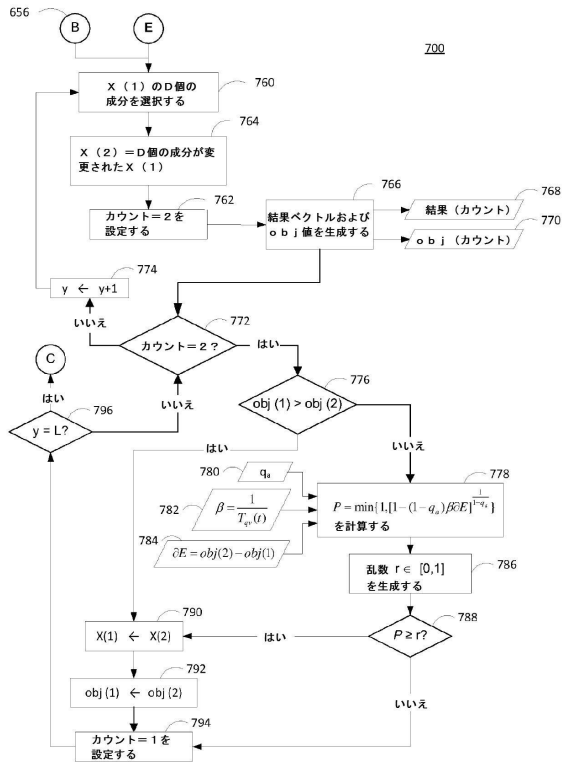 656
B
E
700
X(1)のD個の
成分を選択する
760
764
X(2)=D個の成分が変
更されたX(1)
762
カウント=2を
設定する
766
結果ベクトルおよび
obj値を生成する
768
結果(カウント)
770
obj(カウント)
774
y ← y+1
いいえ
772
カウント=2?
はい
C
はい
796
y = L?
いいえ
776
obj (1) > obj (2)
はい
いいえ
780
qa
782
β = 1/Tqv(t)
784
∂E = obj(2) − obj(1)
778
P = min{1,[1−(1−qa)β∂E]^(1/(1−qa))}
を計算する
乱数 r ∈ [0,1]
を生成する
786
790
X(1) ← X(2)
はい
P ≥ r?
788
792
obj (1) ← obj (2)
いいえ
794
カウント=1を
設定する